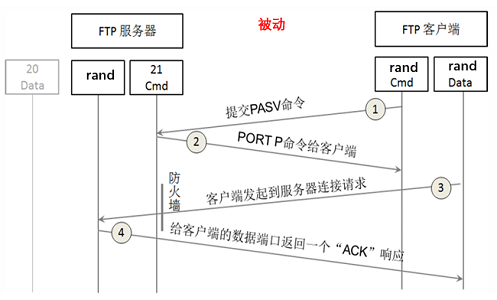 被动
FTP 服务器
FTP 客户端
20
Data
rand
21
Cmd
rand
Cmd
rand
Data
提交PASV命令
1
2
PORT P命令给客户端
防火墙
客户端发起到服务器连接请求
3
4
给客户端的数据端口返回一个“ACK”响应